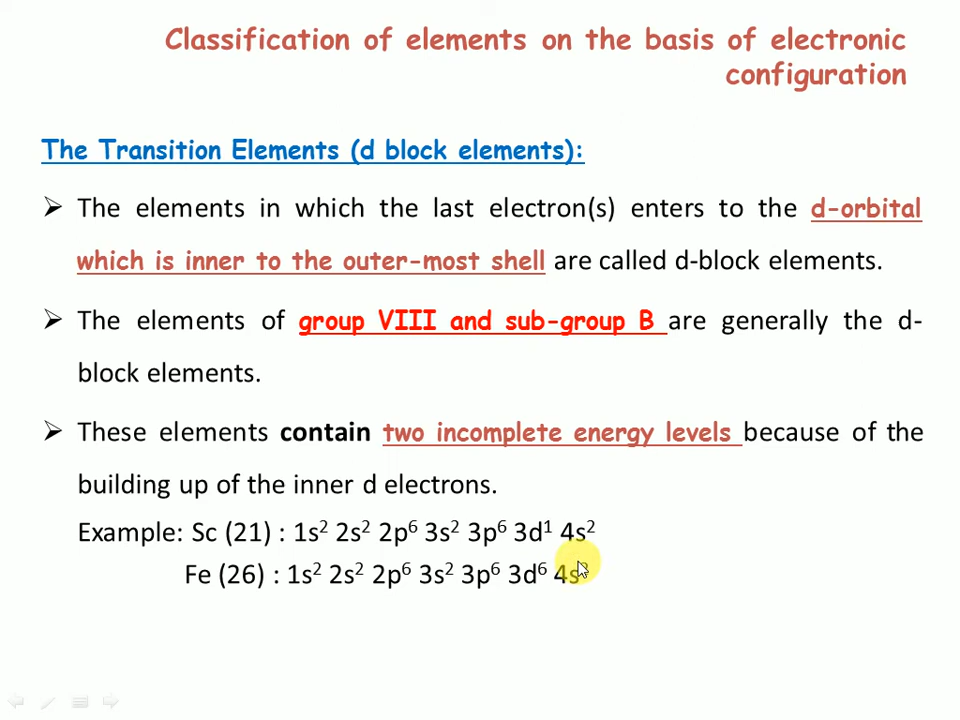 Classification of elements on the basis of electronic
configuration
The Transition Elements (d block elements):
➢ The elements in which the last electron(s) enters to the d-orbital
which is inner to the outer-most shell are called d-block elements.
➢ The elements of group VIII and sub-group B are generally the d-
block elements.
➢ These elements contain two incomplete energy levels because of the
building up of the inner d electrons.
Example: Sc (21) : 1s² 2s² 2p⁶ 3s² 3p⁶ 3d¹ 4s²
Fe (26) : 1s² 2s² 2p⁶ 3s² 3p⁶ 3d⁶ 4s²